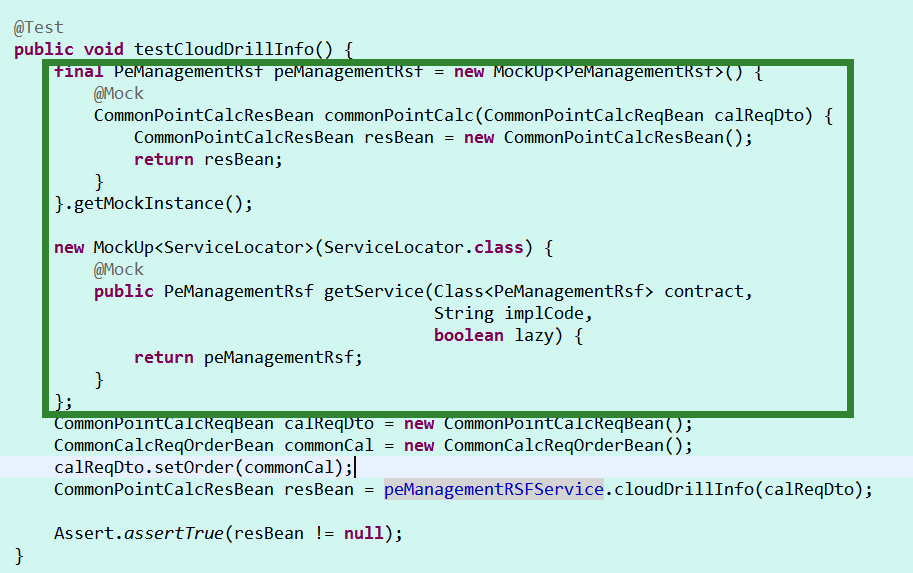 @Test
public void testCloudDrillInfo() {
    final PeManagementRsf peManagementRsf = new MockUp<PeManagementRsf>() {
        @Mock
        CommonPointCalcResBean commonPointCalc(CommonPointCalcReqBean calReqDto) {
            CommonPointCalcResBean resBean = new CommonPointCalcResBean();
            return resBean;
        }
    }.getMockInstance();

    new MockUp<ServiceLocator>(ServiceLocator.class) {
        @Mock
        public PeManagementRsf getService(Class<PeManagementRsf> contract,
                                          String implCode,
                                          boolean lazy) {
            return peManagementRsf;
        }
    };
    CommonPointCalcReqBean calReqDto = new CommonPointCalcReqBean();
    CommonCalcReqOrderBean commonCal = new CommonCalcReqOrderBean();
    calReqDto.setOrder(commonCal);
    CommonPointCalcResBean resBean = peManagementRSFService.cloudDrillInfo(calReqDto);

    Assert.assertTrue(resBean != null);
}